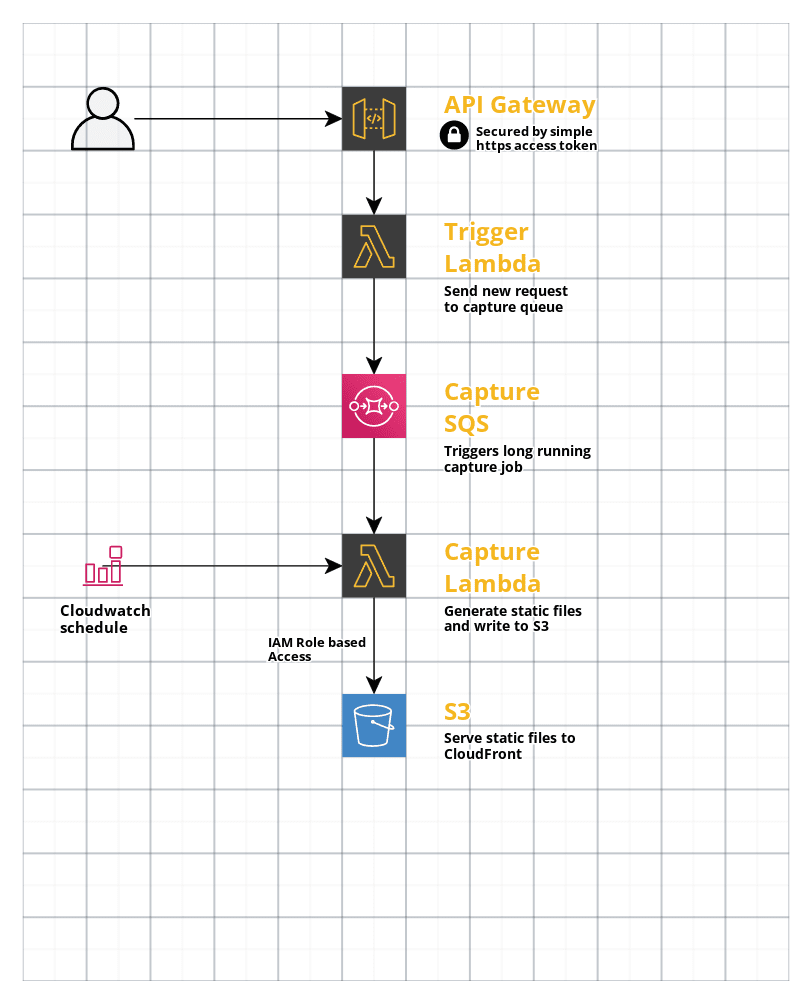 API Gateway
Secured by simple
https access token
Trigger
Lambda
Send new request
to capture queue
Capture
SQS
Triggers long running
capture job
Capture
Lambda
Generate static files
and write to S3
Cloudwatch
schedule
IAM Role based
Access
S3
Serve static files to
CloudFront